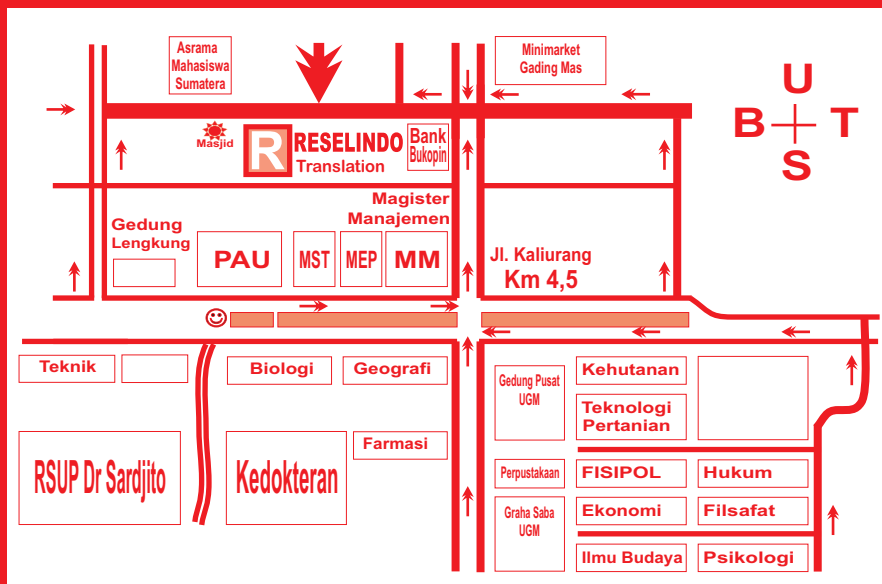 Asrama
Mahasiswa
Sumatera
Minimarket
Gading Mas
U
B T
S
Masjid
R
RESELINDO
Translation
Bank
Bukopin
Magister
Manajemen
Gedung
Lengkung
PAU
MST
MEP
MM
Jl. Kaliurang
Km 4,5
Teknik
Biologi
Geografi
Gedung Pusat
UGM
Kehutanan
Teknologi
Pertanian
RSUP Dr Sardjito
Kedokteran
Farmasi
Perpustakaan
FISIPOL
Hukum
Graha Saba
UGM
Ekonomi
Filsafat
Ilmu Budaya
Psikologi